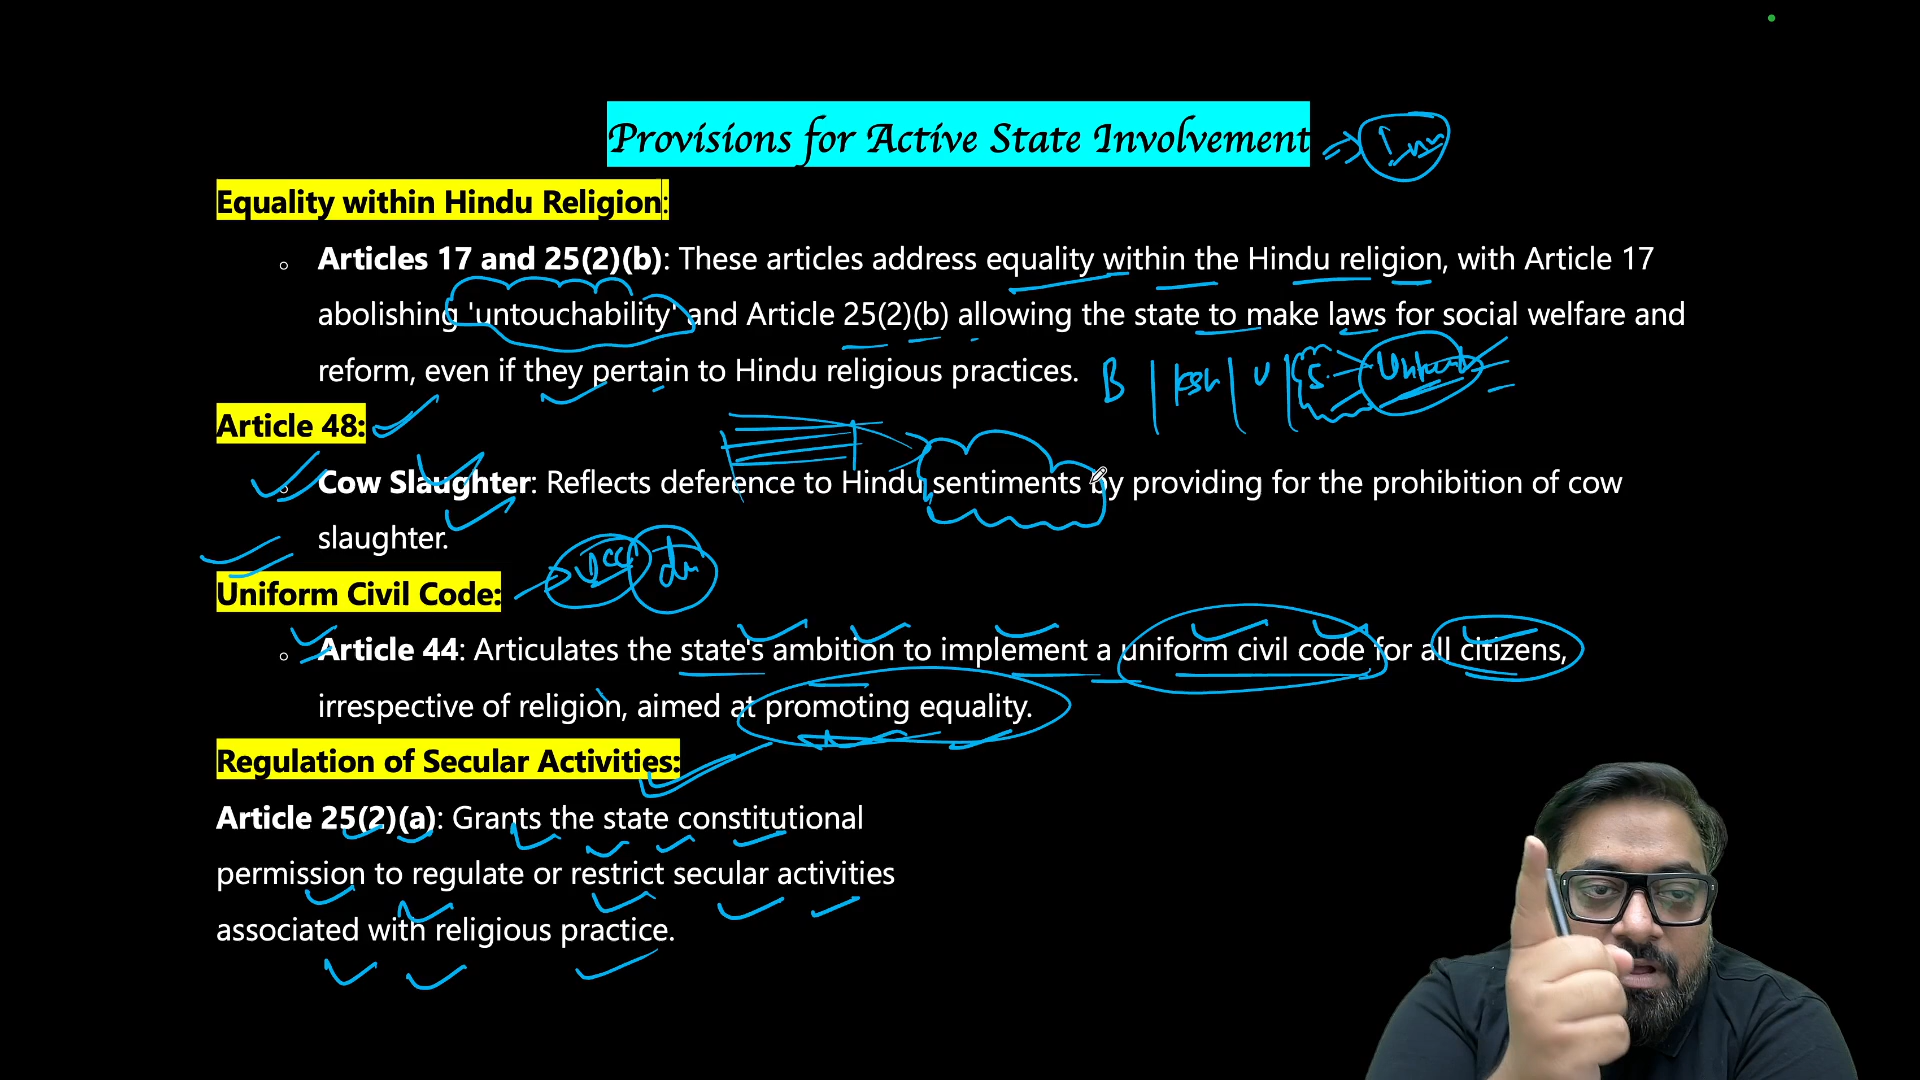 Provisions for Active State Involvement
Equality within Hindu Religion:
Articles 17 and 25(2)(b): These articles address equality within the Hindu religion, with Article 17
abolishing 'untouchability' and Article 25(2)(b) allowing the state to make laws for social welfare and
reform, even if they pertain to Hindu religious practices.
B | Ksh | V | S
Article 48:
Cow Slaughter: Reflects deference to Hindu sentiments by providing for the prohibition of cow
slaughter.
Uniform Civil Code:
Article 44: Articulates the state's ambition to implement a uniform civil code for all citizens,
irrespective of religion, aimed at promoting equality.
Regulation of Secular Activities:
Article 25(2)(a): Grants the state constitutional
permission to regulate or restrict secular activities
associated with religious practice.